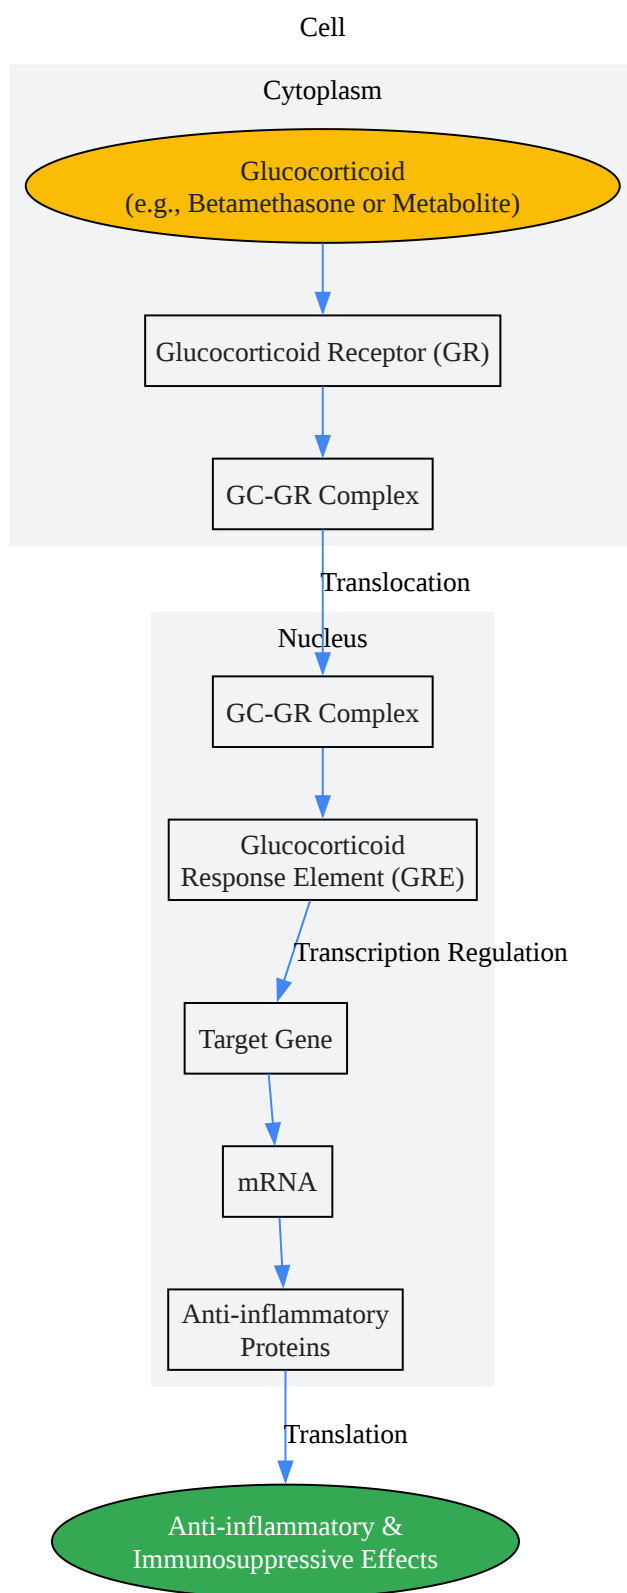 Cell
Cytoplasm
Glucocorticoid
(e.g., Betamethasone or Metabolite)
Glucocorticoid Receptor (GR)
GC-GR Complex
Translocation
Nucleus
GC-GR Complex
Glucocorticoid
Response Element (GRE)
Transcription Regulation
Target Gene
mRNA
Anti-inflammatory
Proteins
Translation
Anti-inflammatory &
Immunosuppressive Effects